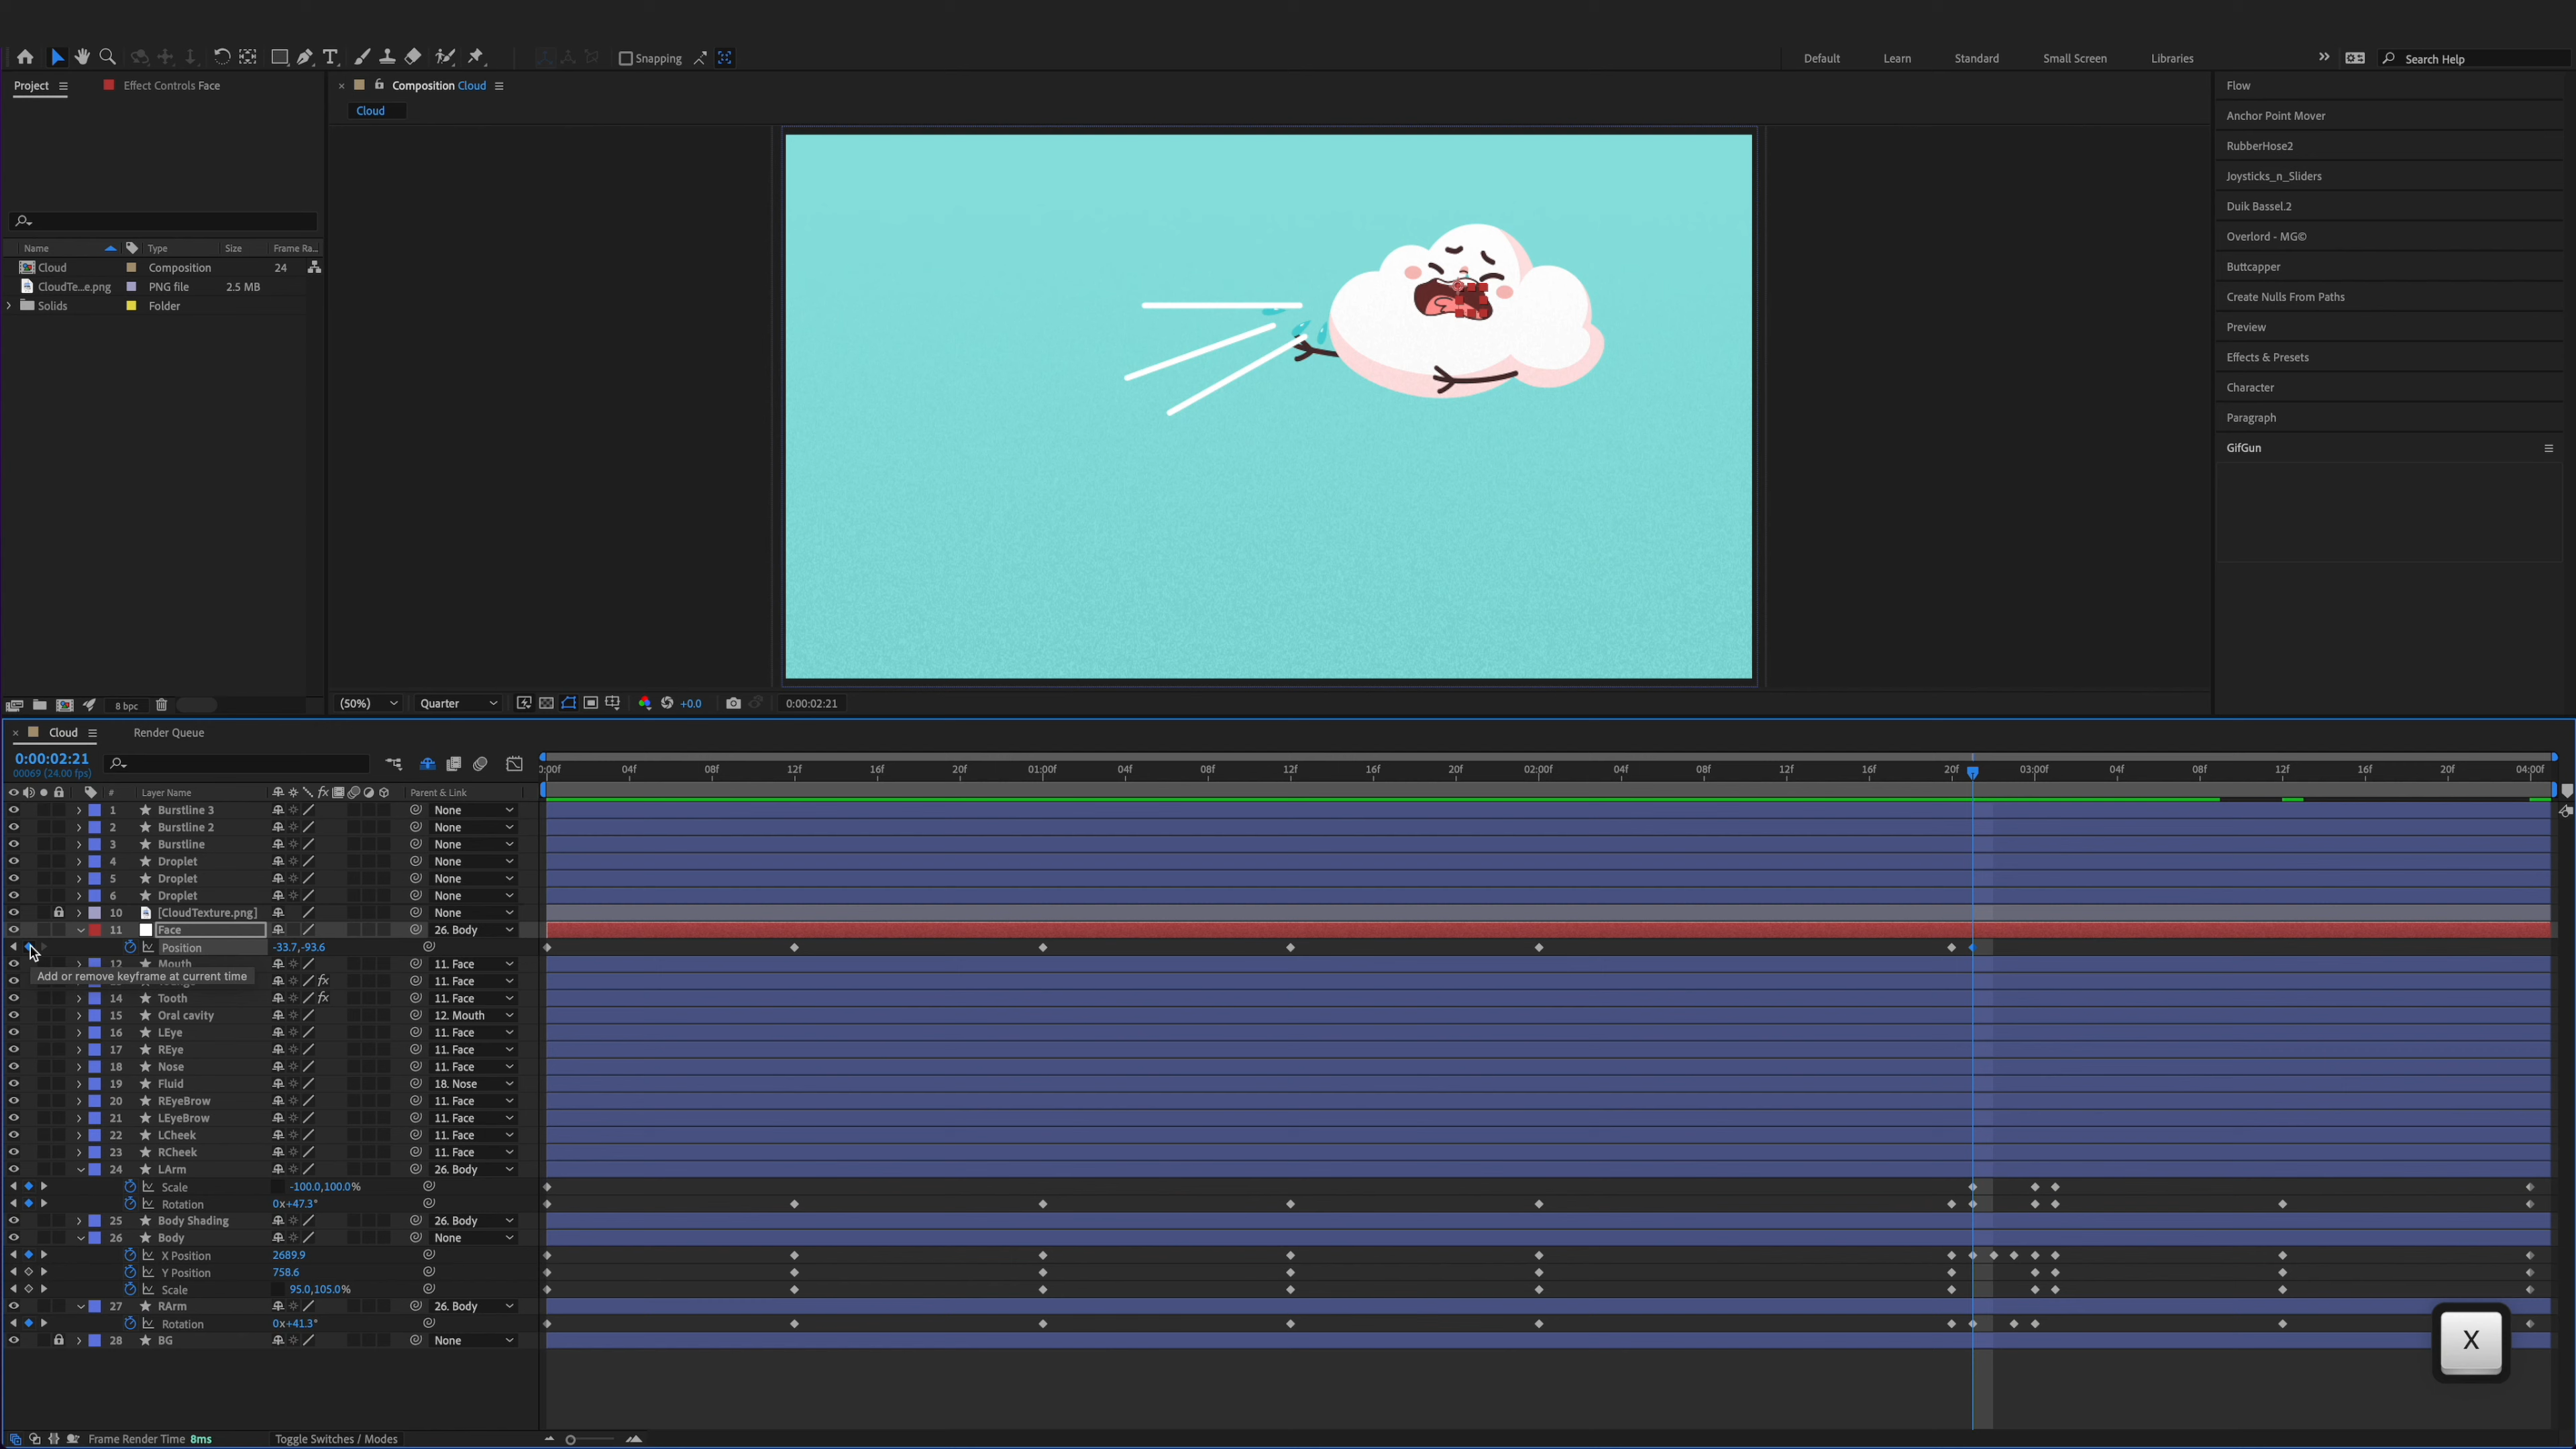 Snapping
Default
Learn
Standard
Small Screen
Libraries
Search Help
Project
Effect Controls Face
Composition Cloud
Cloud
Name
Type
Size
Frame Ra...
Cloud
Composition
24
CloudTe...e.png
PNG file
2.5 MB
Solids
Folder
8 bpc
(50%)
Quarter
+0.0
0:00:02:21
Flow
Anchor Point Mover
RubberHose2
Joysticks_n_Sliders
Duik Bassel.2
Overlord - MG©
Buttcapper
Create Nulls From Paths
Preview
Effects & Presets
Character
Paragraph
GifGun
Cloud
Render Queue
0:00:02:21
00069 (24.00 fps)
0:00f 04f 08f 12f 16f 20f 01:00f 04f 08f 12f 16f 20f 02:00f 04f 08f 12f 16f 20f 03:00f 04f 08f 12f 16f 20f 04:00f
# Layer Name fx Parent & Link
1 Burstline 3 None
2 Burstline 2 None
3 Burstline None
4 Droplet None
5 Droplet None
6 Droplet None
10 [CloudTexture.png] None
11 Face 26. Body
Position -33.7,-93.6
12 Mouth 11. Face
Add or remove keyframe at current time
fx 11. Face
14 Tooth fx 11. Face
15 Oral cavity 12. Mouth
16 LEye 11. Face
17 REye 11. Face
18 Nose 11. Face
19 Fluid 18. Nose
20 REyeBrow 11. Face
21 LEyeBrow 11. Face
22 LCheek 11. Face
23 RCheek 11. Face
24 LArm 26. Body
Scale -100.0,100.0%
Rotation 0x+47.3°
25 Body Shading 26. Body
26 Body None
X Position 2689.9
Y Position 758.6
Scale 95.0,105.0%
27 RArm 26. Body
Rotation 0x+41.3°
28 BG None
X
Frame Render Time 8ms
Toggle Switches / Modes